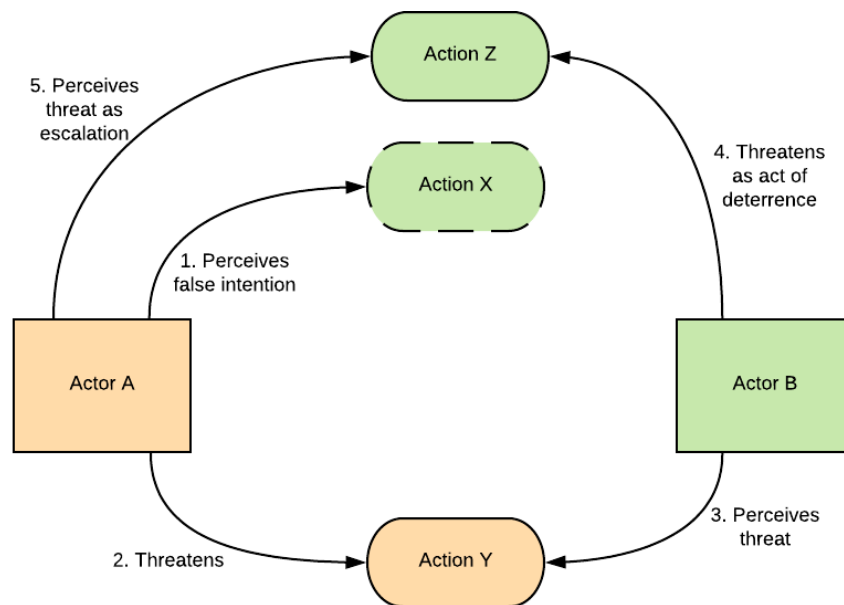 Action Z
5. Perceives
threat as
escalation
4. Threatens
as act of
deterrence
Action X
1. Perceives
false intention
Actor A
Actor B
3. Perceives
threat
2. Threatens
Action Y